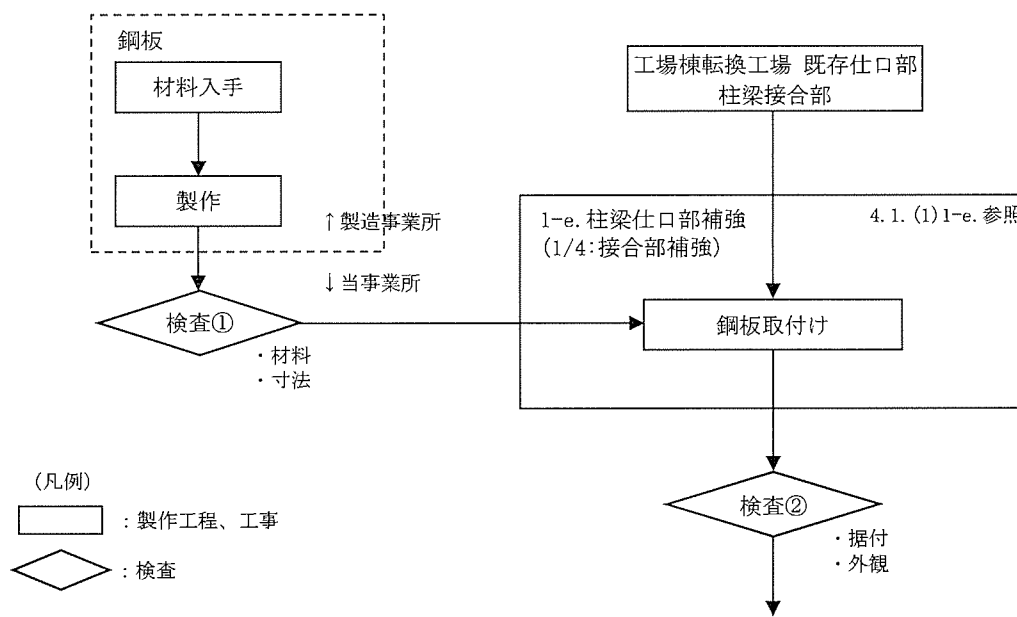 鋼板
材料入手
製作
↑製造事業所
↓当事業所
検査①
・材料
・寸法
工場棟転換工場 既存仕口部
柱梁接合部
1-e.柱梁仕口部補強
(1/4:接合部補強)
4.1.(1)1-e.参照
鋼板取付け
検査②
・据付
・外観
(凡例)
：製作工程、工事
：検査